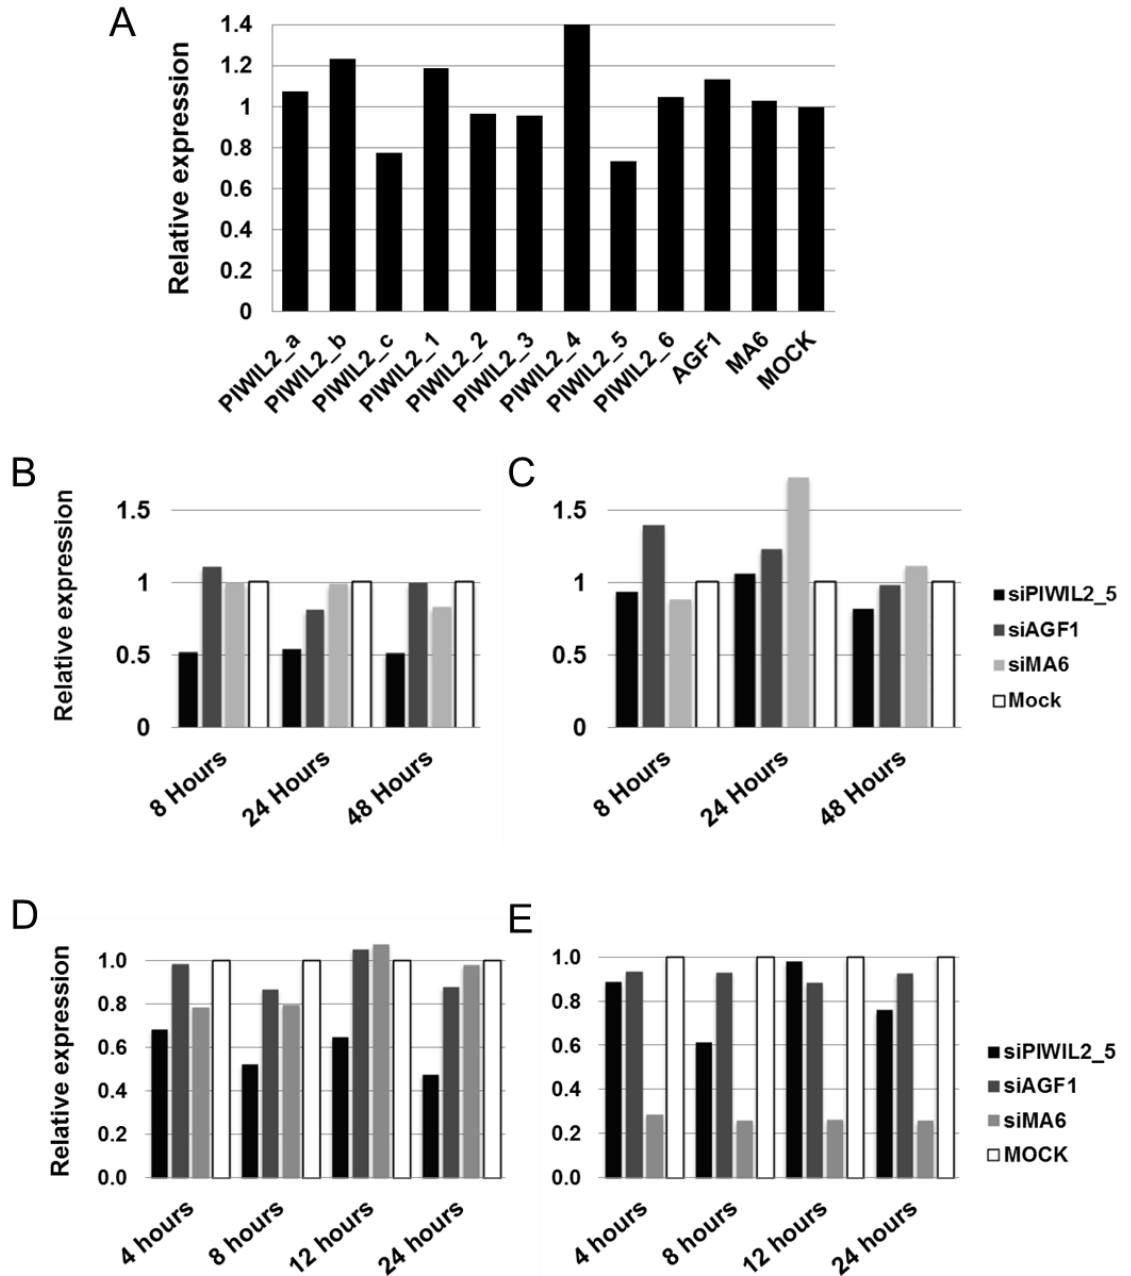 A
Relative expression
1.4
1.2
1
0.8
0.6
0.4
0.2
0
PIWIL2_a
PIWIL2_b
PIWIL2_c
PIWIL2_1
PIWIL2_2
PIWIL2_3
PIWIL2_4
PIWIL2_5
PIWIL2_6
AGF1
MA6
MOCK
B
Relative expression
1.5
1
0.5
0
8 Hours
24 Hours
48 Hours
C
1.5
1
0.5
0
8 Hours
24 Hours
48 Hours
siPIWIL2_5
siAGF1
siMA6
Mock
D
Relative expression
1.0
0.8
0.6
0.4
0.2
0.0
4 hours
8 hours
12 hours
24 hours
E
1.0
0.8
0.6
0.4
0.2
0.0
4 hours
8 hours
12 hours
24 hours
siPIWIL2_5
siAGF1
siMA6
MOCK